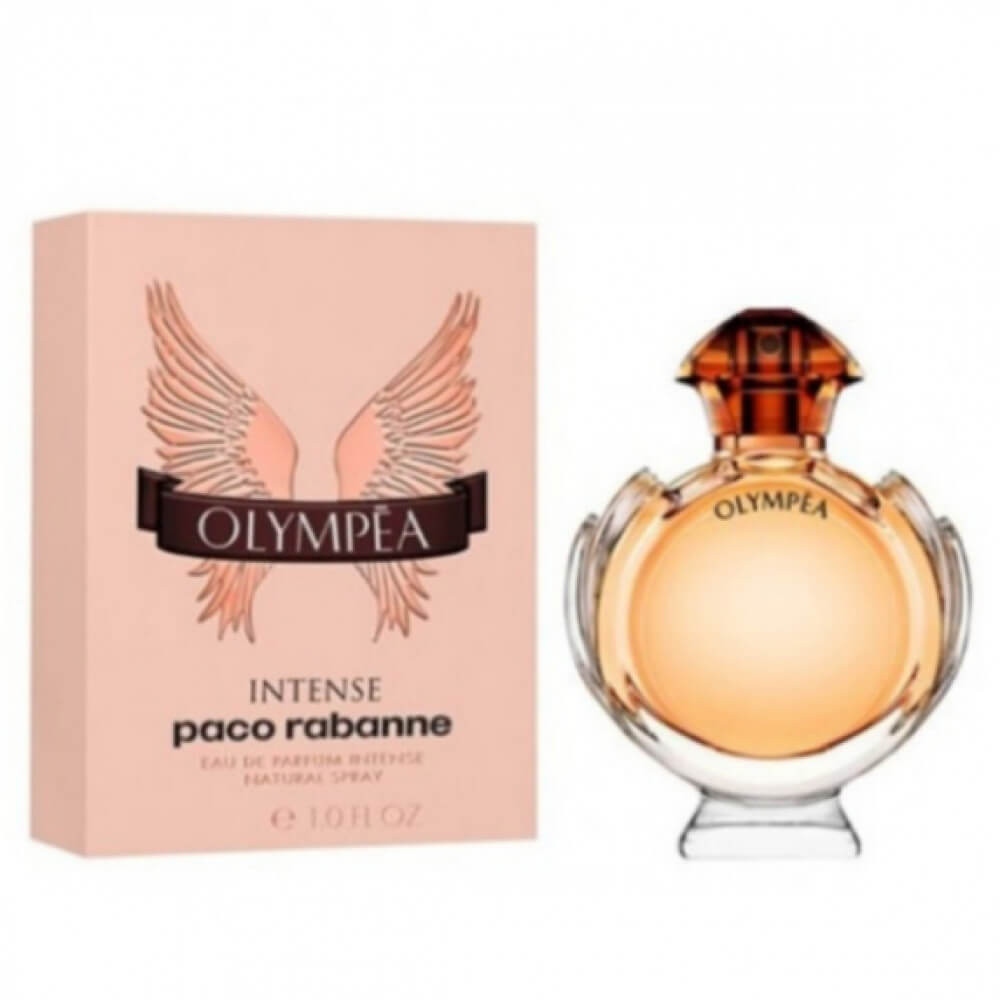 OLYMPĒA
INTENSE
paco rabanne
EAU DE PARFUM INTENSE
NATURAL SPRAY
e 1.0 FL OZ
OLYMPĒA